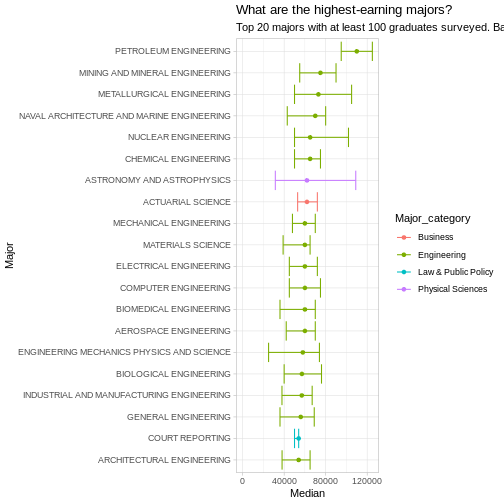 What are the highest-earning majors?
Top 20 majors with at least 100 graduates surveyed. Ba
PETROLEUM ENGINEERING
MINING AND MINERAL ENGINEERING
METALLURGICAL ENGINEERING
NAVAL ARCHITECTURE AND MARINE ENGINEERING
NUCLEAR ENGINEERING
CHEMICAL ENGINEERING
ASTRONOMY AND ASTROPHYSICS
ACTUARIAL SCIENCE
MECHANICAL ENGINEERING
MATERIALS SCIENCE
ELECTRICAL ENGINEERING
COMPUTER ENGINEERING
BIOMEDICAL ENGINEERING
AEROSPACE ENGINEERING
ENGINEERING MECHANICS PHYSICS AND SCIENCE
BIOLOGICAL ENGINEERING
INDUSTRIAL AND MANUFACTURING ENGINEERING
GENERAL ENGINEERING
COURT REPORTING
ARCHITECTURAL ENGINEERING
Major
0 40000 80000 120000
Median
Major_category
Business
Engineering
Law & Public Policy
Physical Sciences